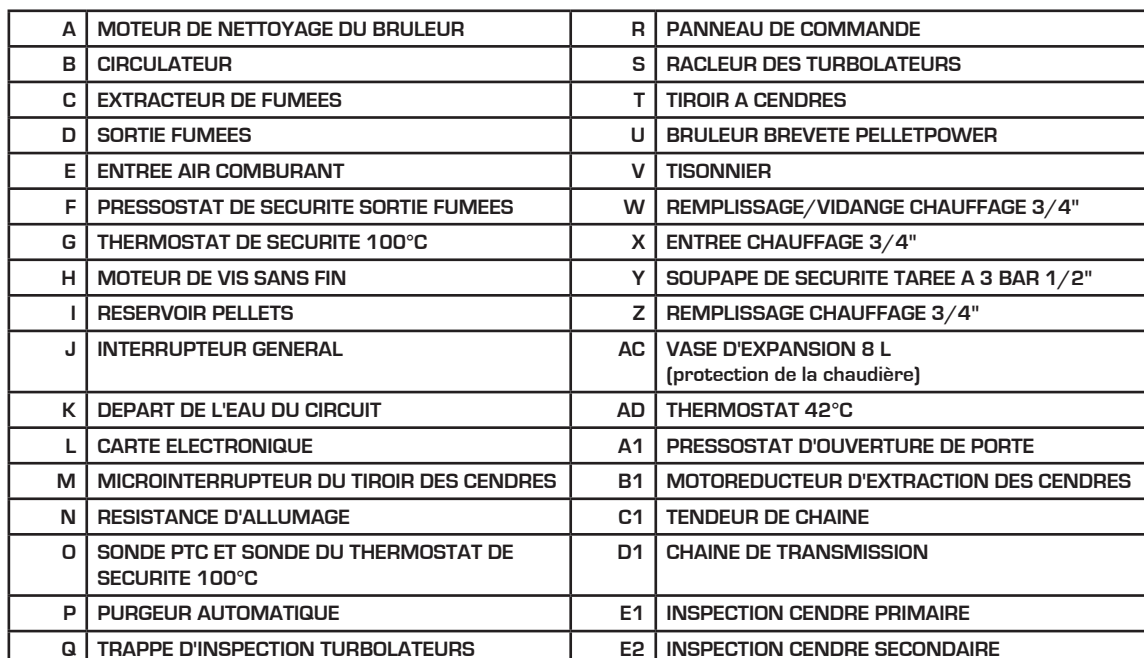 A MOTEUR DE NETTOYAGE DU BRULEUR R PANNEAU DE COMMANDE
B CIRCULATEUR S RACLEUR DES TURBOLATEURS
C EXTRACTEUR DE FUMEES T TIROIR A CENDRES
D SORTIE FUMEES U BRULEUR BREVETE PELLETPOWER
E ENTREE AIR COMBURANT V TISONNIER
F PRESSOSTAT DE SECURITE SORTIE FUMEES W REMPLISSAGE/VIDANGE CHAUFFAGE 3/4"
G THERMOSTAT DE SECURITE 100°C X ENTREE CHAUFFAGE 3/4"
H MOTEUR DE VIS SANS FIN Y SOUPAPE DE SECURITE TAREE A 3 BAR 1/2"
I RESERVOIR PELLETS Z REMPLISSAGE CHAUFFAGE 3/4"
J INTERRUPTEUR GENERAL AC VASE D'EXPANSION 8 L
(protection de la chaudière)
K DEPART DE L'EAU DU CIRCUIT AD THERMOSTAT 42°C
L CARTE ELECTRONIQUE A1 PRESSOSTAT D'OUVERTURE DE PORTE
M MICROINTERRUPTEUR DU TIROIR DES CENDRES B1 MOTOREDUCTEUR D'EXTRACTION DES CENDRES
N RESISTANCE D'ALLUMAGE C1 TENDEUR DE CHAINE
O SONDE PTC ET SONDE DU THERMOSTAT DE D1 CHAINE DE TRANSMISSION
SECURITE 100°C
P PURGEUR AUTOMATIQUE E1 INSPECTION CENDRE PRIMAIRE
Q TRAPPE D'INSPECTION TURBOLATEURS E2 INSPECTION CENDRE SECONDAIRE